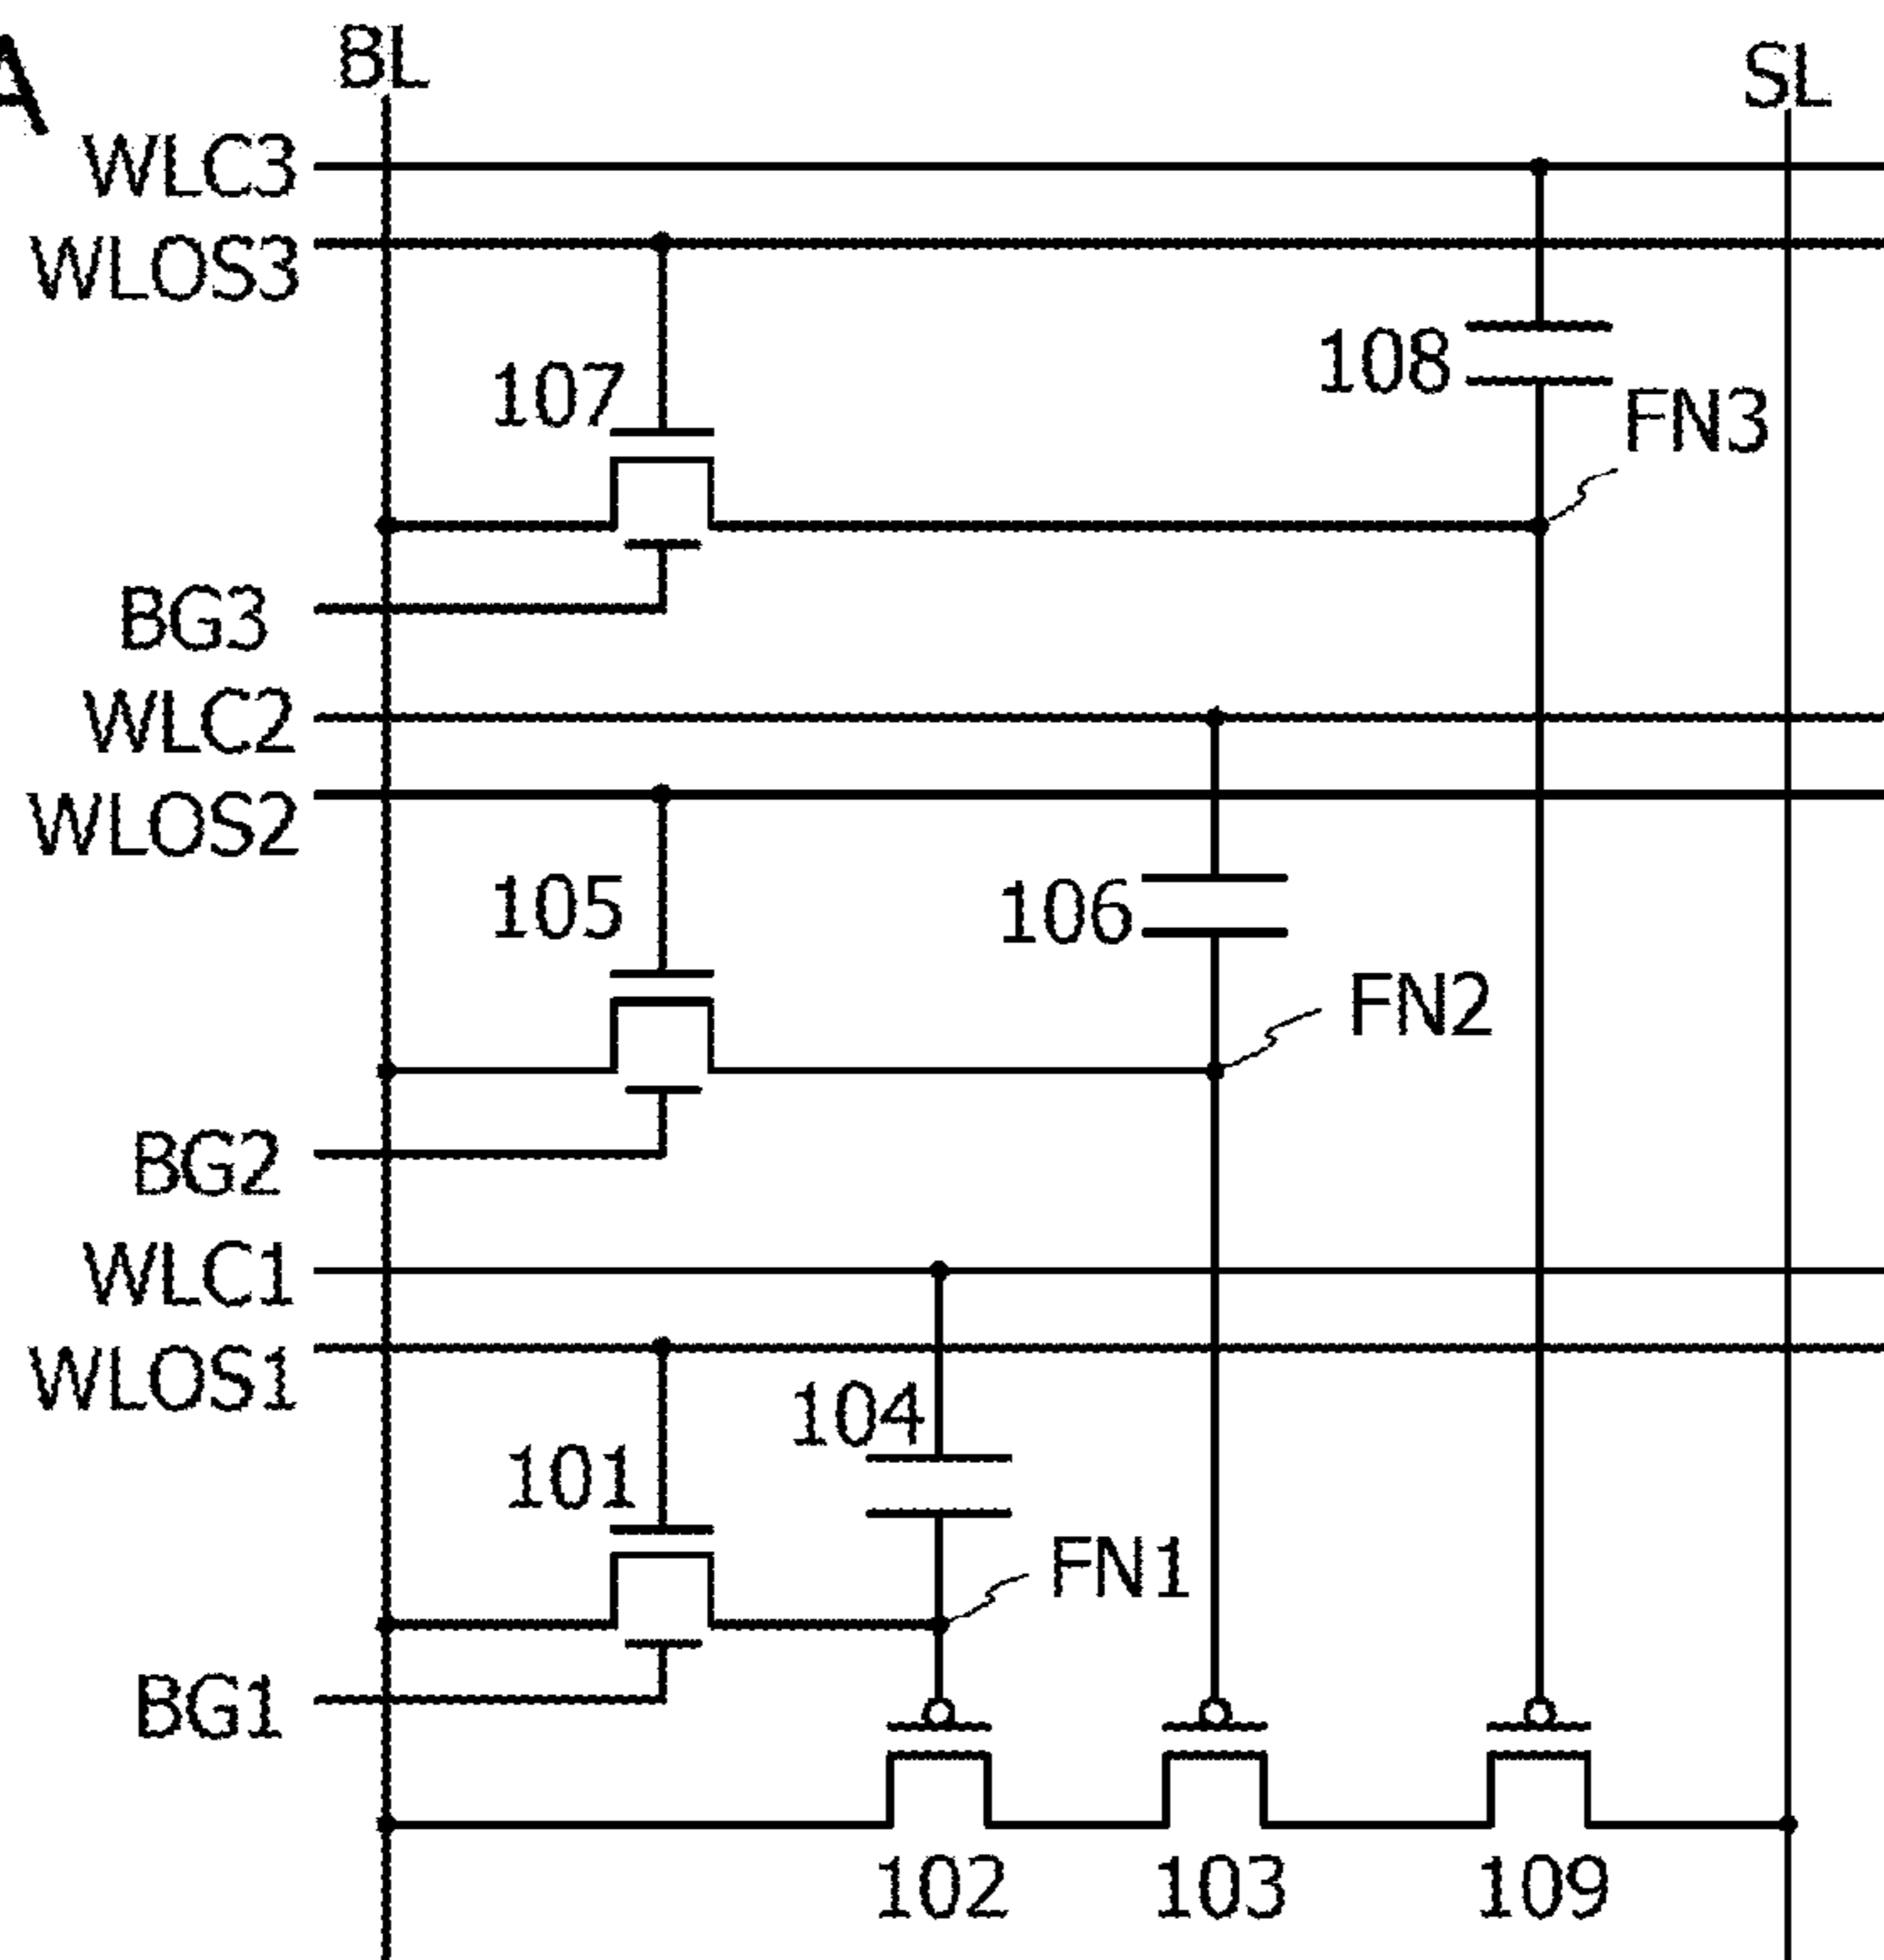 A
BL
SL
WLC3
WLOS3
108
107
FN3
BG3
WLC2
WLOS2
105
106
FN2
BG2
WLC1
WLOS1
104
101
FN1
BG1
102
103
109